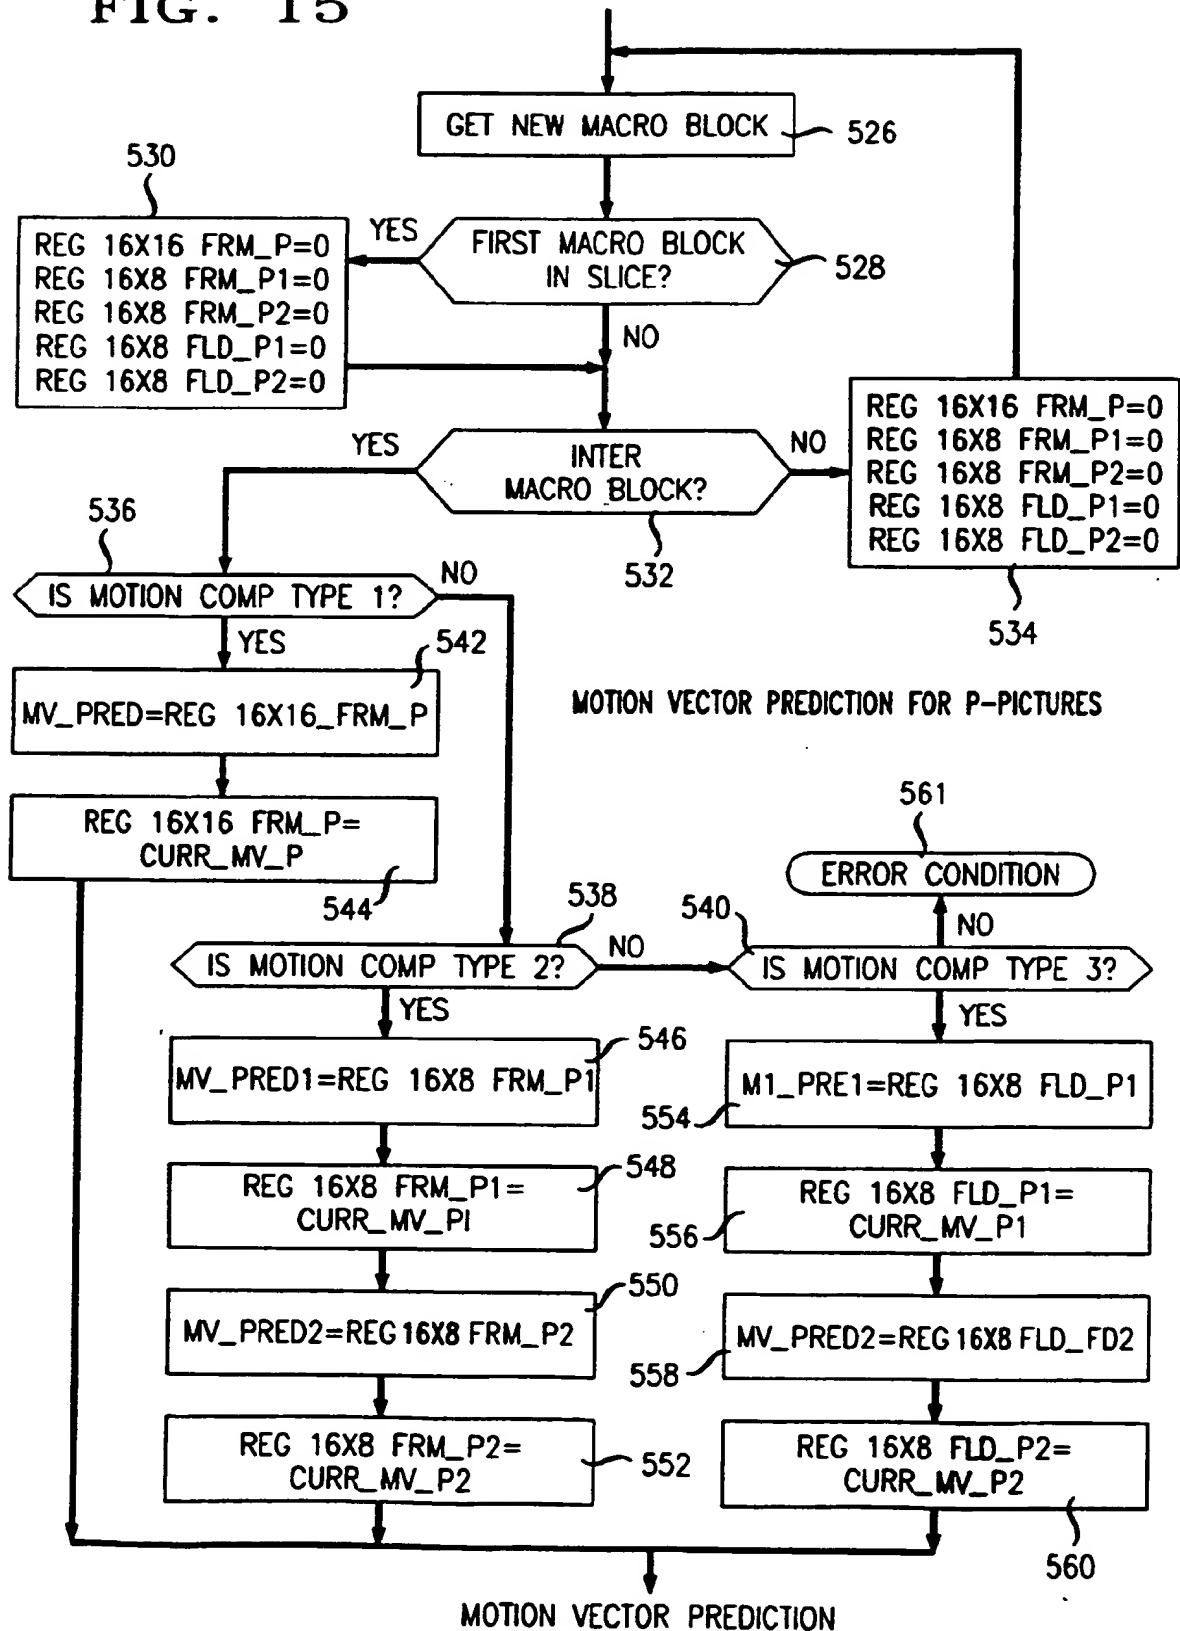 FIG. 15
GET NEW MACRO BLOCK
526
530
REG 16X16 FRM_P=0
REG 16X8 FRM_P1=0
REG 16X8 FRM_P2=0
REG 16X8 FLD_P1=0
REG 16X8 FLD_P2=0
YES
FIRST MACRO BLOCK
IN SLICE?
528
NO
YES
INTER
MACRO BLOCK?
532
NO
REG 16X16 FRM_P=0
REG 16X8 FRM_P1=0
REG 16X8 FRM_P2=0
REG 16X8 FLD_P1=0
REG 16X8 FLD_P2=0
534
536
IS MOTION COMP TYPE 1?
NO
YES
542
MV_PRED=REG 16X16_FRM_P
MOTION VECTOR PREDICTION FOR P-PICTURES
REG 16X16 FRM_P=
CURR_MV_P
544
561
ERROR CONDITION
NO
538
IS MOTION COMP TYPE 2?
NO
540
IS MOTION COMP TYPE 3?
YES
YES
546
MV_PRED1=REG 16X8 FRM_P1
M1_PRE1=REG 16X8 FLD_P1
554
548
REG 16X8 FRM_P1=
CURR_MV_PI
REG 16X8 FLD_P1=
CURR_MV_P1
556
550
MV_PRED2=REG16X8 FRM_P2
MV_PRED2=REG16X8 FLD_FD2
558
REG 16X8 FRM_P2=
CURR_MV_P2
552
REG 16X8 FLD_P2=
CURR_MV_P2
560
MOTION VECTOR PREDICTION